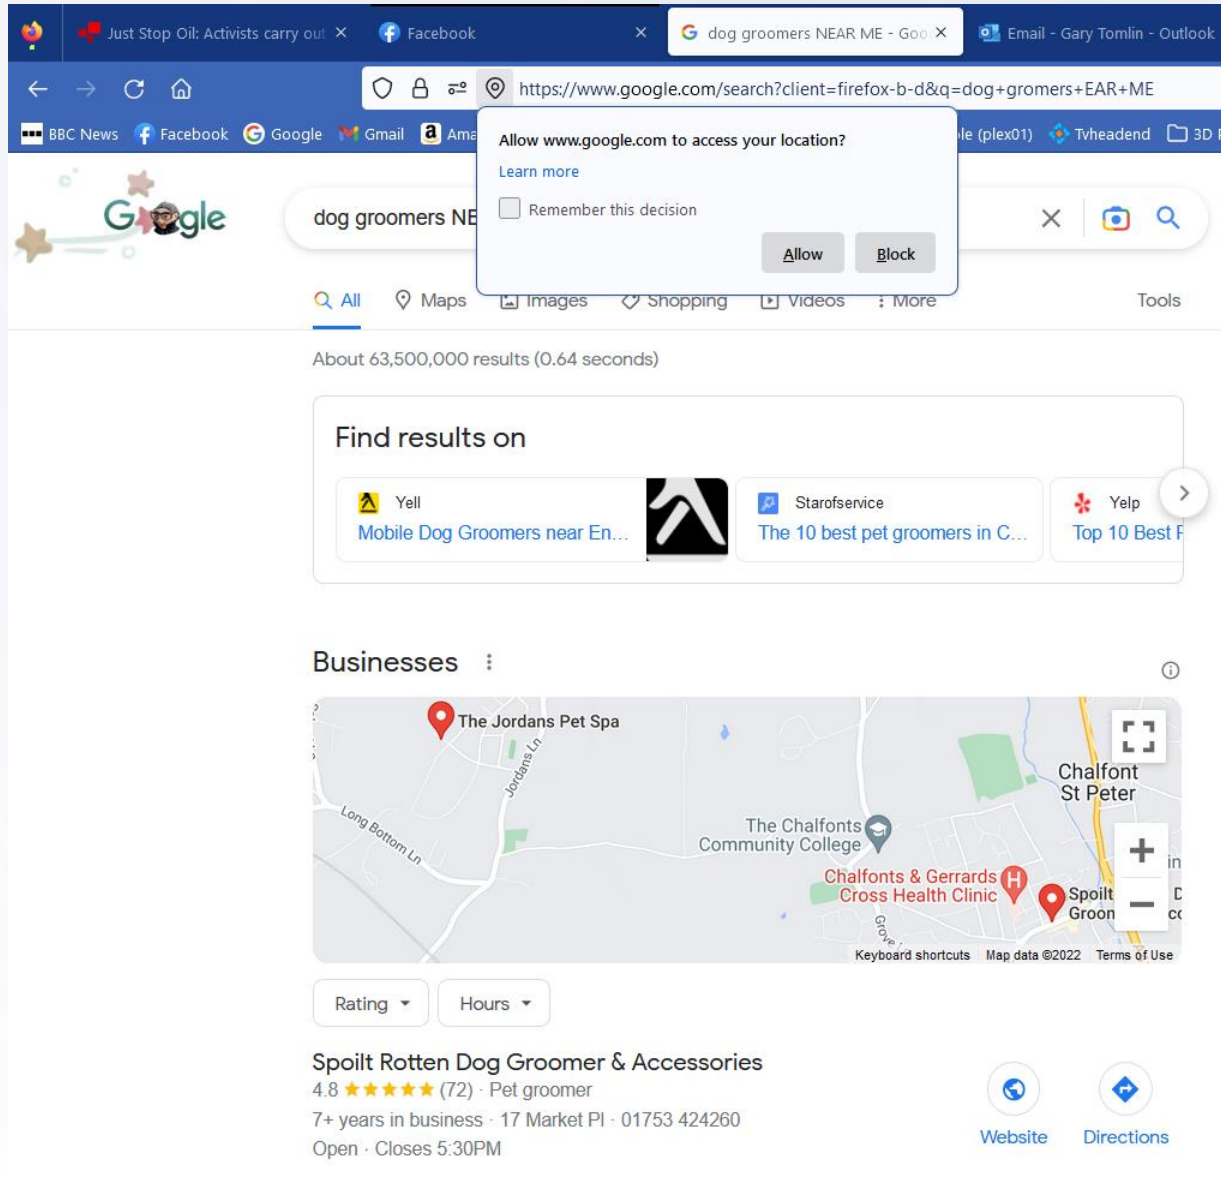 Just Stop Oil: Activists carry out
Facebook
dog groomers NEAR ME - Goo
Email - Gary Tomlin - Outlook
https://www.google.com/search?client=firefox-b-d&q=dog+gromers+EAR+ME
BBC News Facebook Google Gmail Ama
le (plex01) Tvheadend 3D
Allow www.google.com to access your location?
Learn more
Remember this decision
Allow Block
Google
dog groomers NE
All Maps Images Shopping Videos More Tools
About 63,500,000 results (0.64 seconds)
Find results on
Yell
Mobile Dog Groomers near En...
Starofservice
The 10 best pet groomers in C...
Yelp
Top 10 Best
Businesses
The Jordans Pet Spa
Jordans Ln
Long Bottom Ln
Chalfont
St Peter
The Chalfonts
Community College
Chalfonts & Gerrards
Cross Health Clinic
Spoilt
Groon
Keyboard shortcuts Map data ©2022 Terms of Use
Rating Hours
Spoilt Rotten Dog Groomer & Accessories
4.8 (72) · Pet groomer
7+ years in business · 17 Market Pl · 01753 424260
Open · Closes 5:30PM
Website Directions